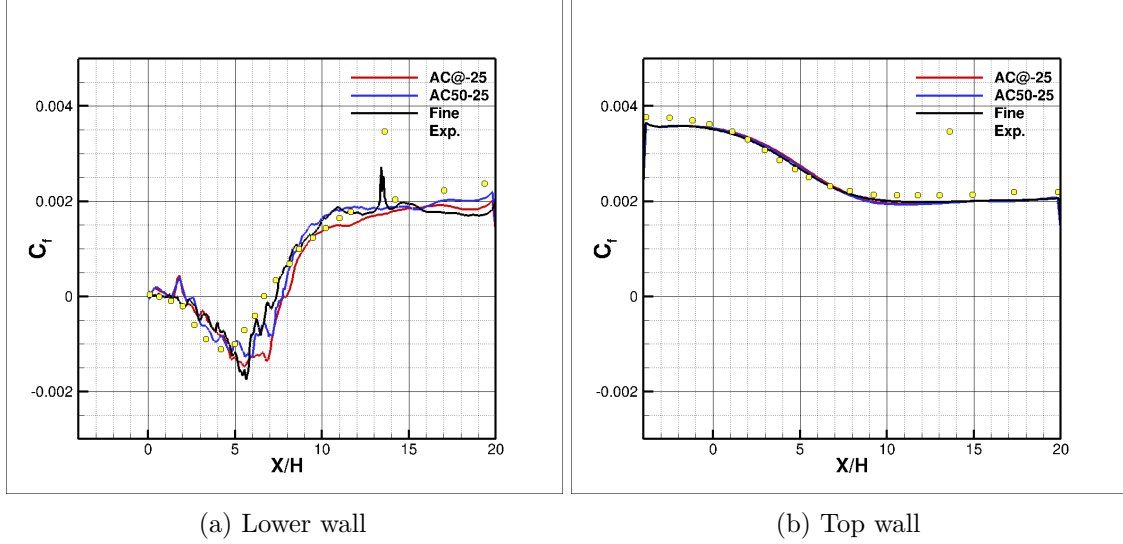 AC@-25
AC50-25
Fine
Exp.
0.004
0.002
0
-0.002
C_f
0 5 10 15 20
X/H
(a) Lower wall
AC@-25
AC50-25
Fine
Exp.
0.004
0.002
0
-0.002
C_f
0 5 10 15 20
X/H
(b) Top wall